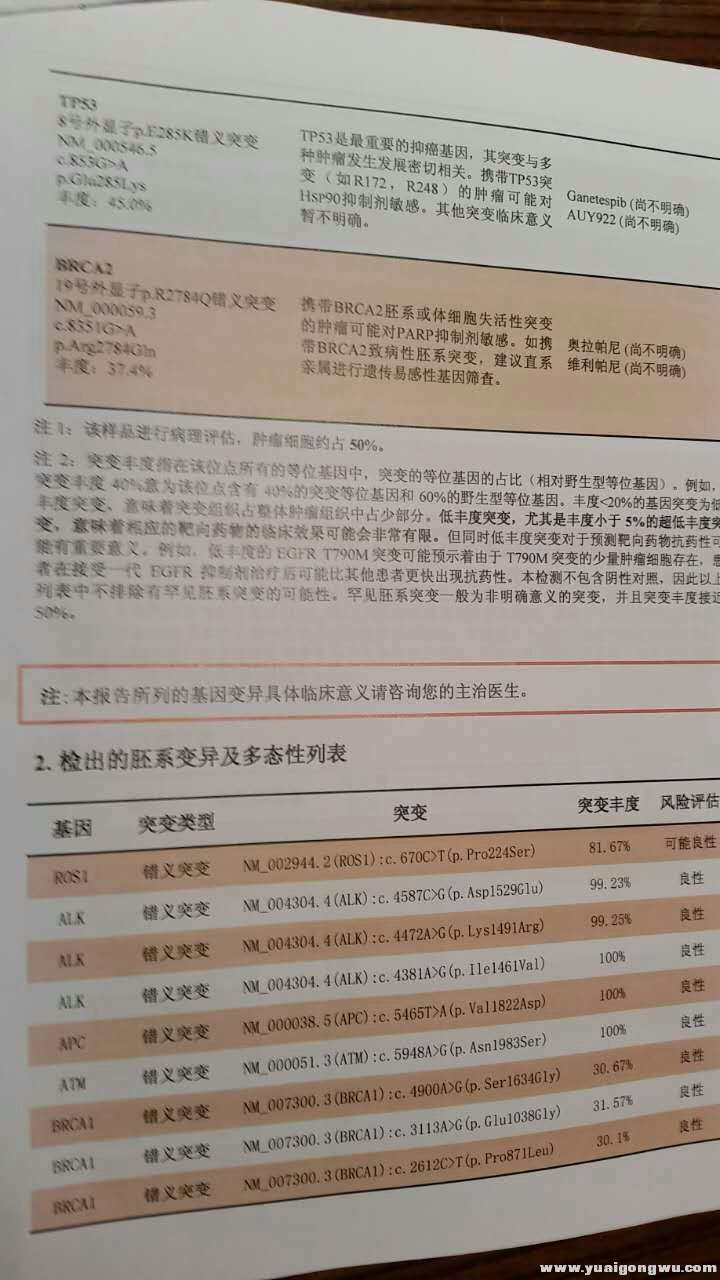 TP53
8号外显子p.E285K错义突变
NM_000546.5
c.853G>A
p.Glu285Lys
丰度：45.0%
TP53是最重要的抑癌基因，其突变与多
种肿瘤发生发展密切相关。携带TP53突
变（如R172，R248）的肿瘤可能对
HSP90抑制剂敏感。其他突变临床意义
暂不明确。
Ganetespib (尚不明确)
AUY922 (尚不明确)
BRCA2
19号外显子p.R2784Q错义突变
NM_000059.3
c.8351G>A
p.Arg2784Gln
丰度：37.4%
携带BRCA2胚系或体细胞失活性突变
的肿瘤可能对PARP抑制剂敏感。如携
带BRCA2致病性胚系突变，建议直系
亲属进行遗传易感性基因筛查。
奥拉帕尼 (尚不明确)
维利帕尼 (尚不明确)
注 1：该样品进行病理评估，肿瘤细胞约占 50%。
注 2：突变丰度指在该位点所有的等位基因中，突变的等位基因的占比（相对野生型等位基因）。例如，
突变丰度 40%意为该位点含有 40%的突变等位基因和 60%的野生型等位基因。丰度<20%的基因突变为低
丰度突变，意味着突变组织占整体肿瘤组织中占少部分。低丰度突变，尤其是丰度小于 5%的超低丰度突
变，意味着相应的靶向药物的临床效果可能会非常有限。但同时低丰度突变对于预测靶向药物抗药性可
能有重要意义。例如，低丰度的 EGFR T790M 突变可能预示着由于 T790M 突变的少量肿瘤细胞存在，患
者在接受一代 EGFR 抑制剂治疗后可能比其他患者更快出现抗药性。本检测不包含阴性对照，因此以上
列表中不排除有罕见胚系突变的可能性。罕见胚系突变一般为非明确意义的突变，并且突变丰度接近
50%。
注：本报告所列的基因变异具体临床意义请咨询您的主治医生。
2. 检出的胚系变异及多态性列表
基因 突变类型 突变 突变丰度 风险评估
ROS1 错义突变 NM_002944.2(ROS1):c.670C>T(p.Pro224Ser) 81.67% 可能良性
ALK 错义突变 NM_004304.4(ALK):c.4587C>G(p.Asp1529Glu) 99.23% 良性
ALK 错义突变 NM_004304.4(ALK):c.4472A>G(p.Lys1491Arg) 99.25% 良性
ALK 错义突变 NM_004304.4(ALK):c.4381A>G(p.Ile1461Val) 100% 良性
APC 错义突变 NM_000038.5(APC):c.5465T>A(p.Val1822Asp) 100% 良性
ATM 错义突变 NM_000051.3(ATM):c.5948A>G(p.Asn1983Ser) 100% 良性
BRCA1 错义突变 NM_007300.3(BRCA1):c.4900A>G(p.Ser1634Gly) 30.67% 良性
BRCA1 错义突变 NM_007300.3(BRCA1):c.3113A>G(p.Glu1038Gly) 31.57% 良性
BRCA1 错义突变 NM_007300.3(BRCA1):c.2612C>T(p.Pro871Leu) 30.1% 良性
www.yuaigongwu.com